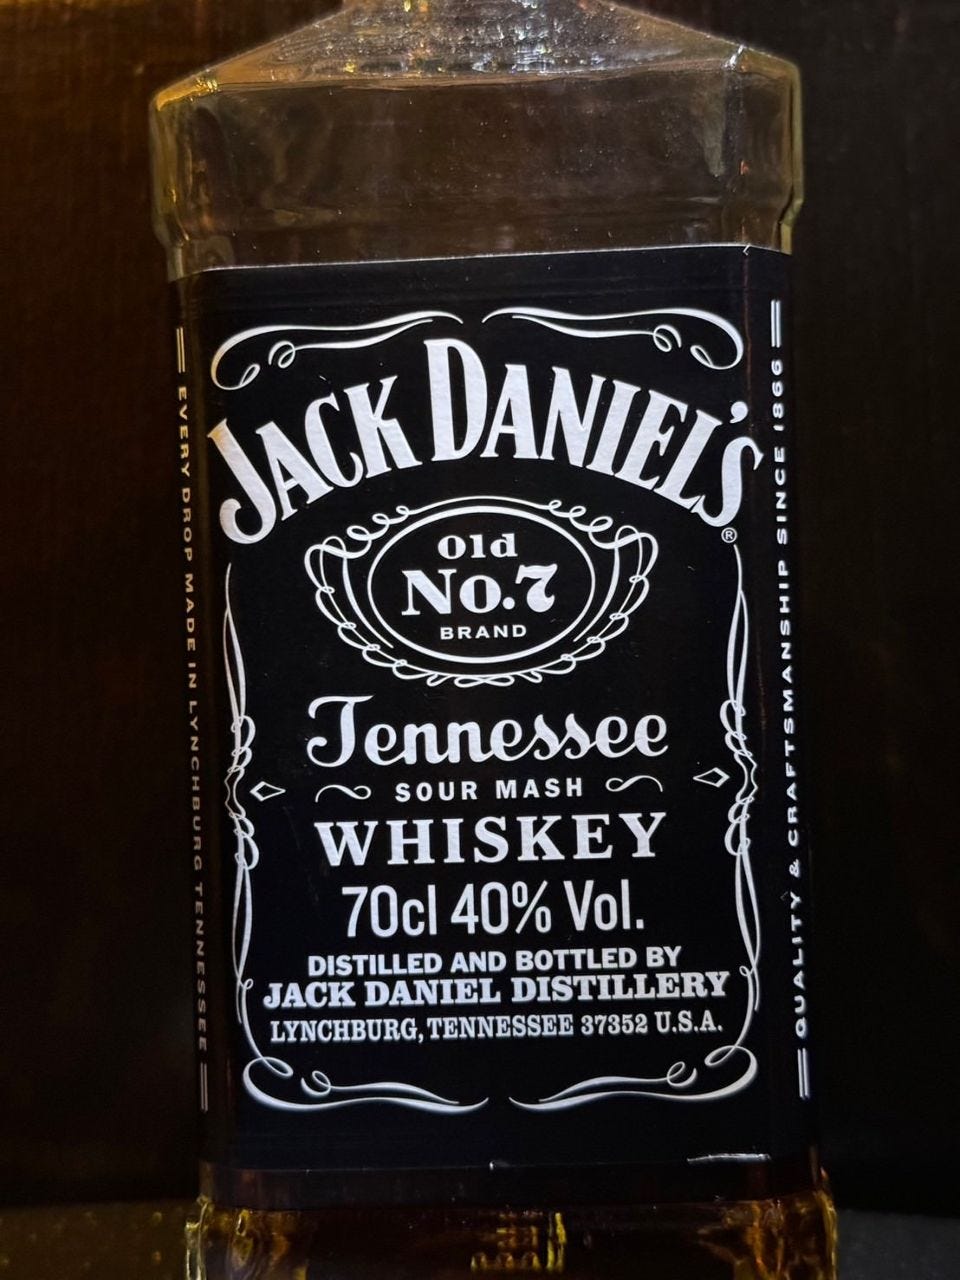 JACK DANIEL'S®
Old
No.7
BRAND
Tennessee
SOUR MASH
WHISKEY
70cl 40% Vol.
DISTILLED AND BOTTLED BY
JACK DANIEL DISTILLERY
LYNCHBURG, TENNESSEE 37352 U.S.A.
EVERY DROP MADE IN LYNCHBURG TENNESSEE
QUALITY & CRAFTSMANSHIP SINCE 1866